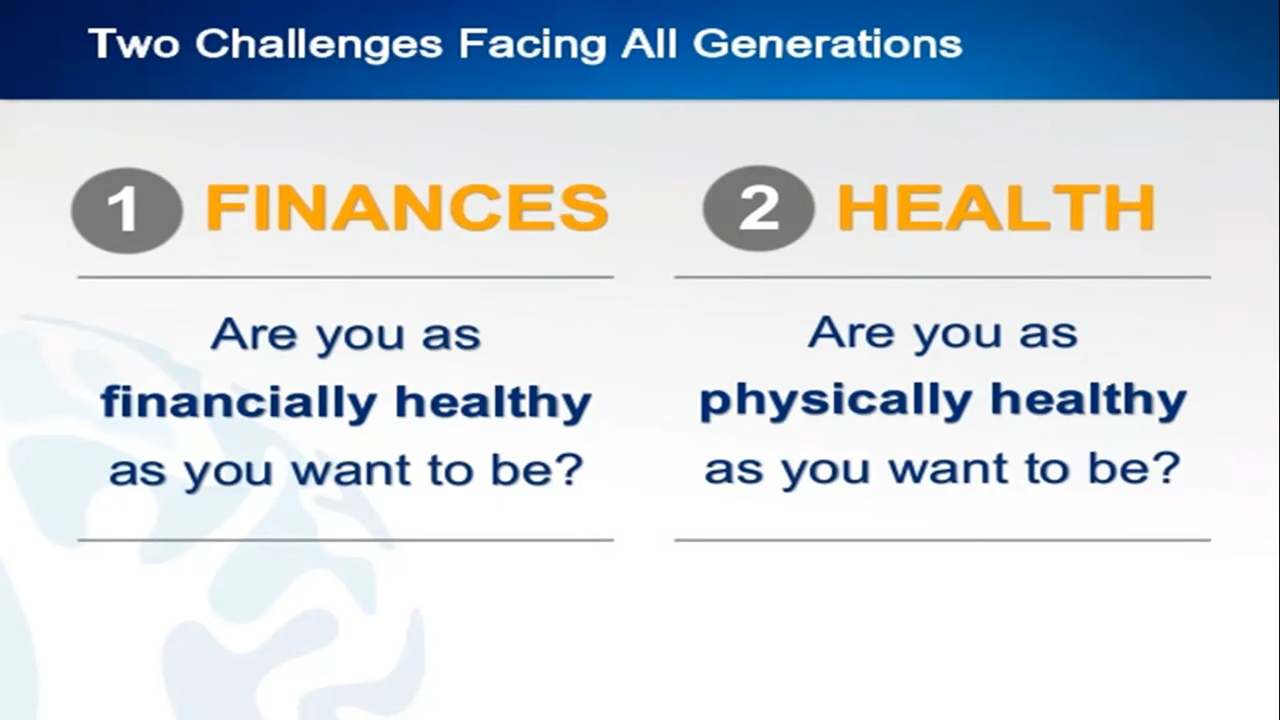 Two Challenges Facing All Generations
1 FINANCES
Are you as
financially healthy
as you want to be?
2 HEALTH
Are you as
physically healthy
as you want to be?